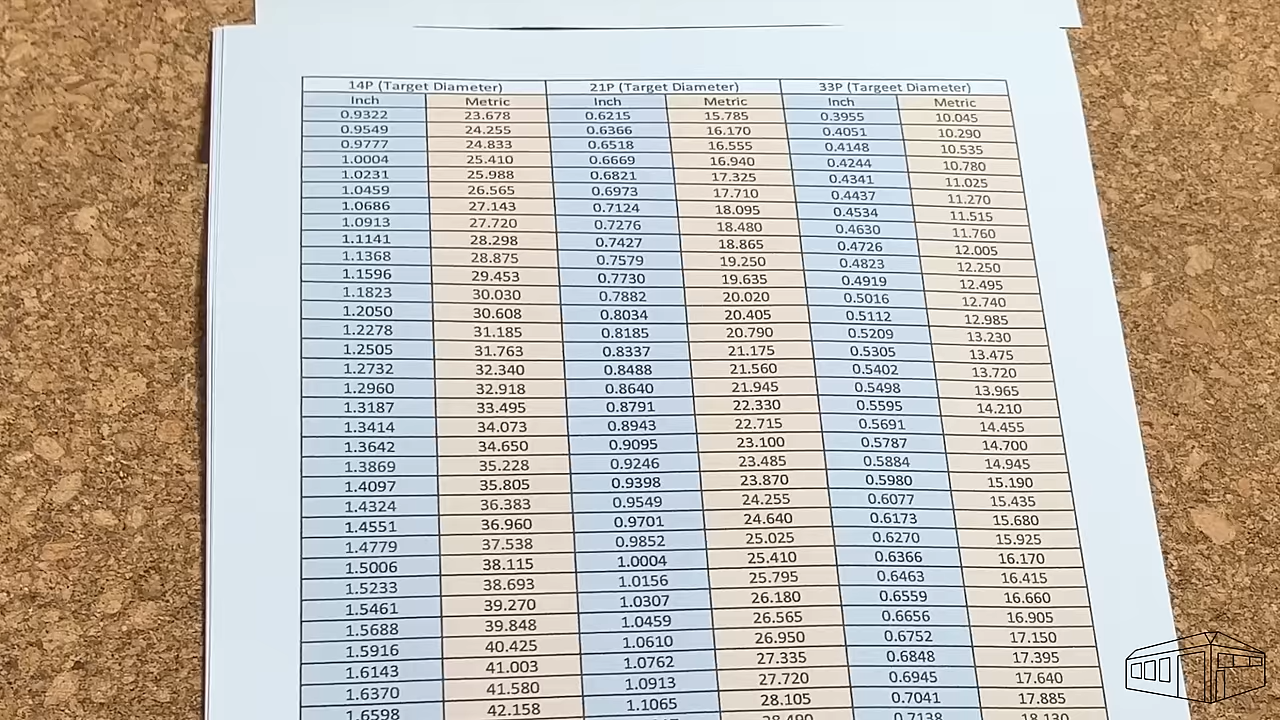 14P (Target Diameter) 21P (Target Diameter) 33P (Targeet Diameter)
Inch Metric Inch Metric Inch Metric
0.9322 23.678 0.6215 15.785 0.3955 10.045
0.9549 24.255 0.6366 16.170 0.4051 10.290
0.9777 24.833 0.6518 16.555 0.4148 10.535
1.0004 25.410 0.6669 16.940 0.4244 10.780
1.0231 25.988 0.6821 17.325 0.4341 11.025
1.0459 26.565 0.6973 17.710 0.4437 11.270
1.0686 27.143 0.7124 18.095 0.4534 11.515
1.0913 27.720 0.7276 18.480 0.4630 11.760
1.1141 28.298 0.7427 18.865 0.4726 12.005
1.1368 28.875 0.7579 19.250 0.4823 12.250
1.1596 29.453 0.7730 19.635 0.4919 12.495
1.1823 30.030 0.7882 20.020 0.5016 12.740
1.2050 30.608 0.8034 20.405 0.5112 12.985
1.2278 31.185 0.8185 20.790 0.5209 13.230
1.2505 31.763 0.8337 21.175 0.5305 13.475
1.2732 32.340 0.8488 21.560 0.5402 13.720
1.2960 32.918 0.8640 21.945 0.5498 13.965
1.3187 33.495 0.8791 22.330 0.5595 14.210
1.3414 34.073 0.8943 22.715 0.5691 14.455
1.3642 34.650 0.9095 23.100 0.5787 14.700
1.3869 35.228 0.9246 23.485 0.5884 14.945
1.4097 35.805 0.9398 23.870 0.5980 15.190
1.4324 36.383 0.9549 24.255 0.6077 15.435
1.4551 36.960 0.9701 24.640 0.6173 15.680
1.4779 37.538 0.9852 25.025 0.6270 15.925
1.5006 38.115 1.0004 25.410 0.6366 16.170
1.5233 38.693 1.0156 25.795 0.6463 16.415
1.5461 39.270 1.0307 26.180 0.6559 16.660
1.5688 39.848 1.0459 26.565 0.6656 16.905
1.5916 40.425 1.0610 26.950 0.6752 17.150
1.6143 41.003 1.0762 27.335 0.6848 17.395
1.6370 41.580 1.0913 27.720 0.6945 17.640
1.6598 42.158 1.1065 28.105 0.7041 17.885
28.490 0.7138 18.130